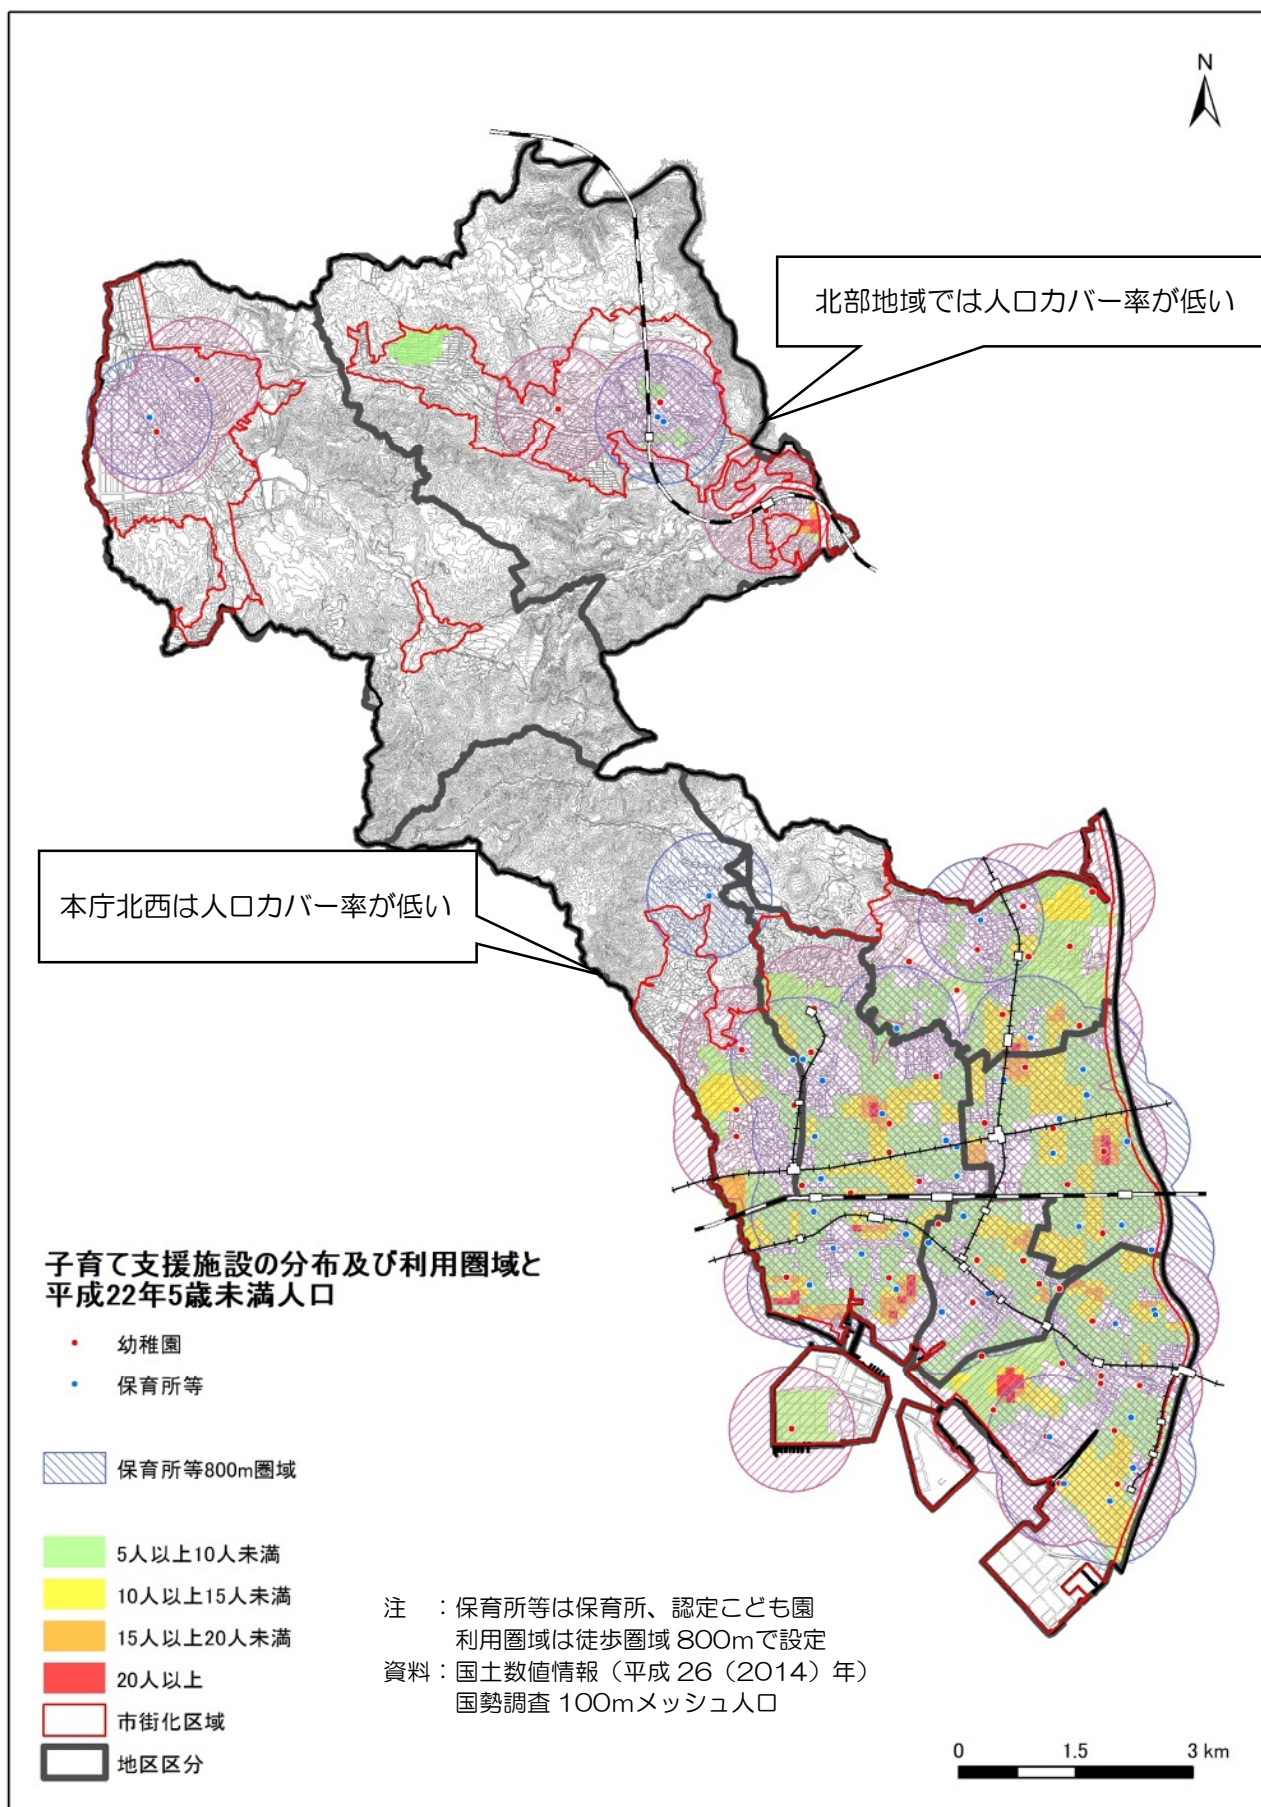 N
北部地域では人口カバー率が低い
本庁北西は人口カバー率が低い
子育て支援施設の分布及び利用圏域と
平成22年5歳未満人口
幼稚園
保育所等
保育所等800m圏域
5人以上10人未満
10人以上15人未満
15人以上20人未満
20人以上
市街化区域
地区区分
注　：保育所等は保育所、認定こども園
利用圏域は徒歩圏域 800mで設定
資料：国土数値情報（平成 26（2014）年）
国勢調査 100mメッシュ人口
0 1.5 3 km